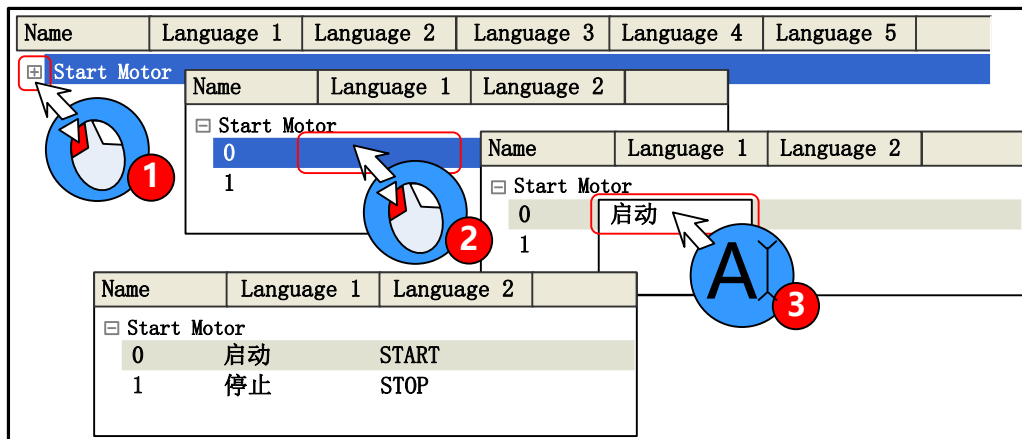 Name Language 1 Language 2 Language 3 Language 4 Language 5
Start Motor
1
Name Language 1 Language 2
Start Motor
0
1
2
Name Language 1 Language 2
Start Motor
0 启动
1
A
3
Name Language 1 Language 2
Start Motor
0 启动 START
1 停止 STOP